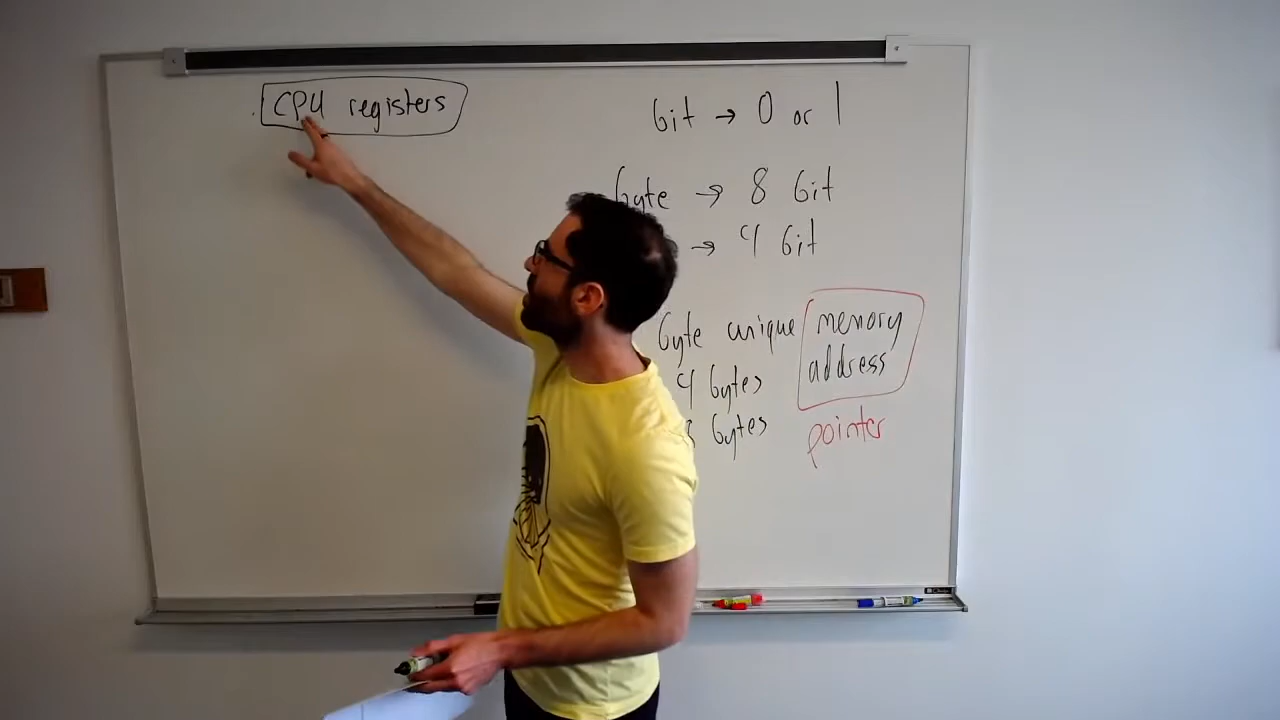 CPU registers
bit → 0 or 1
byte → 8 bit
→ 4 bit
byte unique memory
address
4 bytes
bytes
pointer